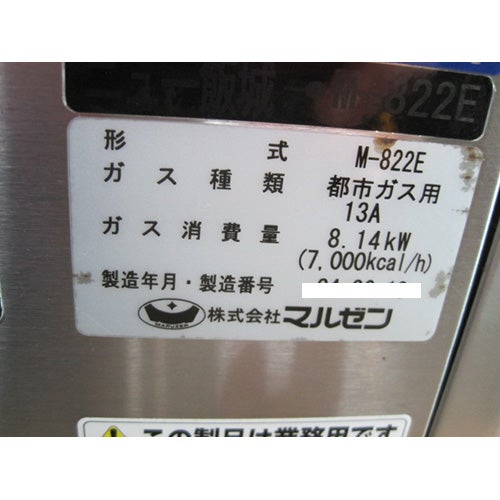 M-822E
形式 M-822E
ガス種類 都市ガス用
13A
ガス消費量 8.14kW
(7,000kcal/h)
製造年月・製造番号
MARUZEN 株式会社マルゼン
この製品は業務用です